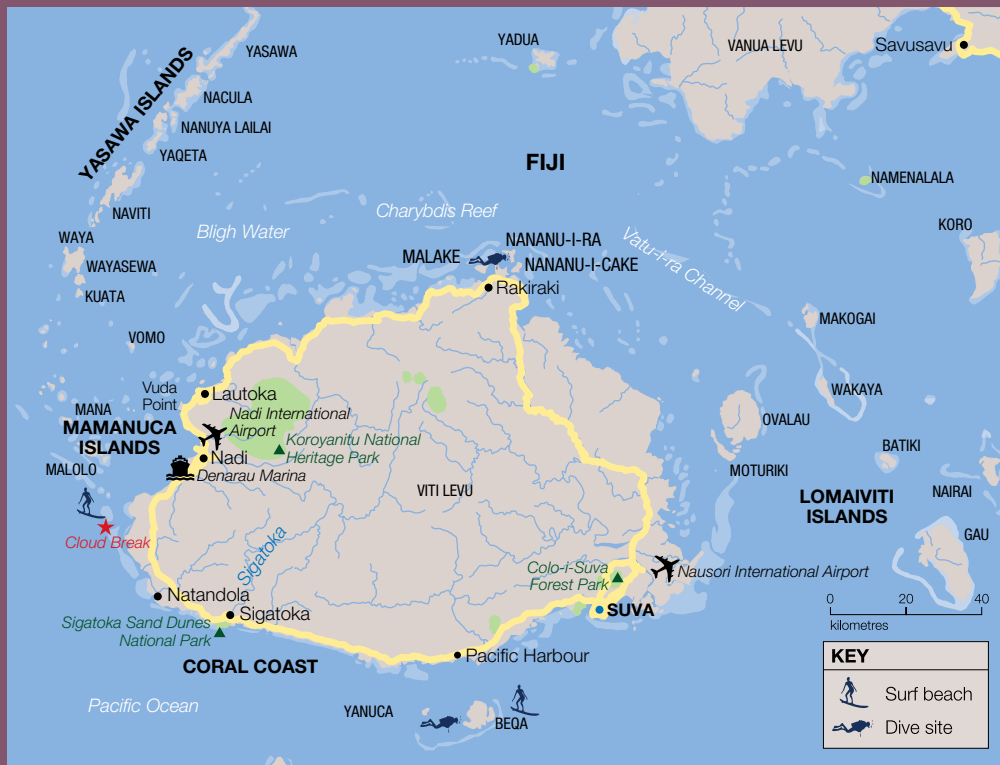 YADUA
VANUA LEVU
Savusavu
YASAWA
YASAWA ISLANDS
NACULA
NANUYA LAILAI
YAQETA
FIJI
NAMENALALA
NAVITI
Charybdis Reef
KORO
WAYA
Bligh Water
NANANU-I-RA
Vatu-i-ra Channel
MALAKE
WAYASEWA
NANANU-I-CAKE
KUATA
Rakiraki
MAKOGAI
VOMO
Vuda
Point
Lautoka
WAKAYA
MANA
Nadi International
Airport
OVALAU
MAMANUCA
ISLANDS
Koroyanitu National
Heritage Park
BATIKI
Nadi
MALOLO
Denarau Marina
MOTURIKI
VITI LEVU
LOMAIVITI
ISLANDS
NAIRAI
GAU
Cloud Break
Sigatoka
Colo-i-Suva
Forest Park
Nausori International Airport
Natandola
Sigatoka
SUVA
0 20 40
kilometres
Sigatoka Sand Dunes
National Park
CORAL COAST
Pacific Harbour
KEY
Surf beach
Dive site
Pacific Ocean
YANUCA
BEQA